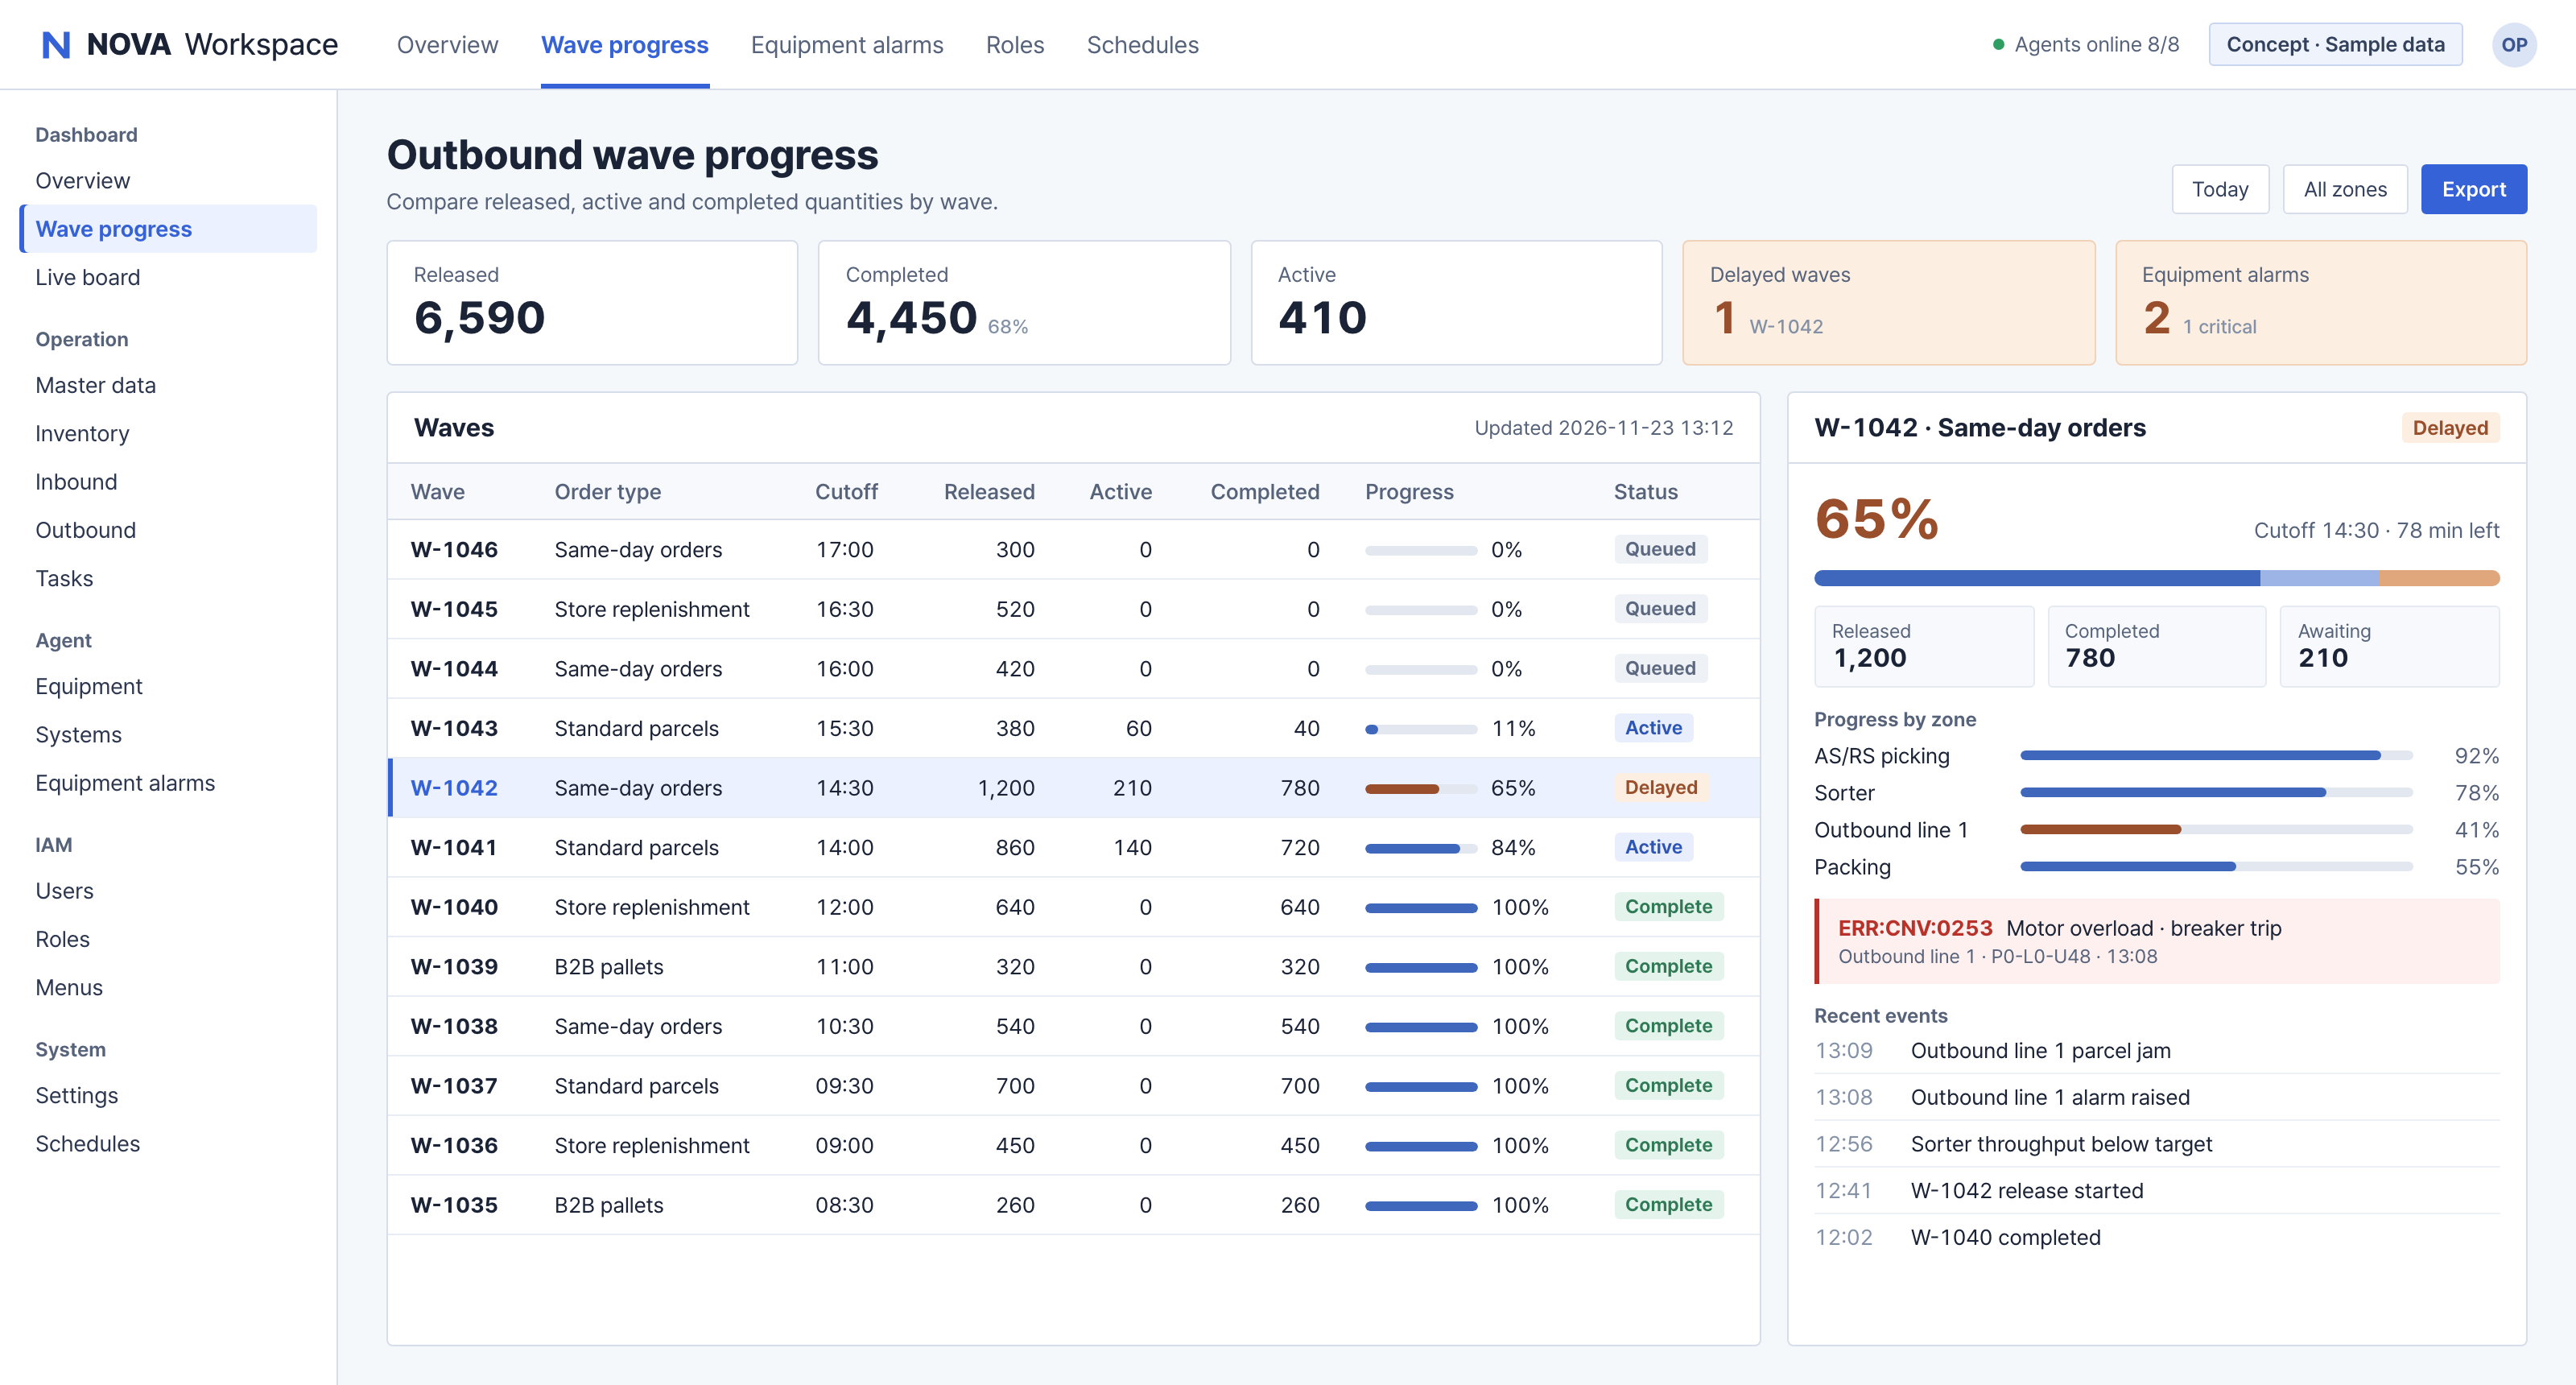 NOVA Workspace
Overview
Wave progress
Equipment alarms
Roles
Schedules
Agents online 8/8
Concept · Sample data
OP
Dashboard
Overview
Wave progress
Live board
Operation
Master data
Inventory
Inbound
Outbound
Tasks
Agent
Equipment
Systems
Equipment alarms
IAM
Users
Roles
Menus
System
Settings
Schedules
Outbound wave progress
Compare released, active and completed quantities by wave.
Today
All zones
Export
Released
6,590
Completed
4,450 68%
Active
410
Delayed waves
1 W-1042
Equipment alarms
2 1 critical
Waves
Updated 2026-11-23 13:12
Wave Order type Cutoff Released Active Completed Progress Status
W-1046 Same-day orders 17:00 300 0 0 0% Queued
W-1045 Store replenishment 16:30 520 0 0 0% Queued
W-1044 Same-day orders 16:00 420 0 0 0% Queued
W-1043 Standard parcels 15:30 380 60 40 11% Active
W-1042 Same-day orders 14:30 1,200 210 780 65% Delayed
W-1041 Standard parcels 14:00 860 140 720 84% Active
W-1040 Store replenishment 12:00 640 0 640 100% Complete
W-1039 B2B pallets 11:00 320 0 320 100% Complete
W-1038 Same-day orders 10:30 540 0 540 100% Complete
W-1037 Standard parcels 09:30 700 0 700 100% Complete
W-1036 Store replenishment 09:00 450 0 450 100% Complete
W-1035 B2B pallets 08:30 260 0 260 100% Complete
W-1042 · Same-day orders
Delayed
65%
Cutoff 14:30 · 78 min left
Released
1,200
Completed
780
Awaiting
210
Progress by zone
AS/RS picking 92%
Sorter 78%
Outbound line 1 41%
Packing 55%
ERR:CNV:0253 Motor overload · breaker trip
Outbound line 1 · P0-L0-U48 · 13:08
Recent events
13:09 Outbound line 1 parcel jam
13:08 Outbound line 1 alarm raised
12:56 Sorter throughput below target
12:41 W-1042 release started
12:02 W-1040 completed